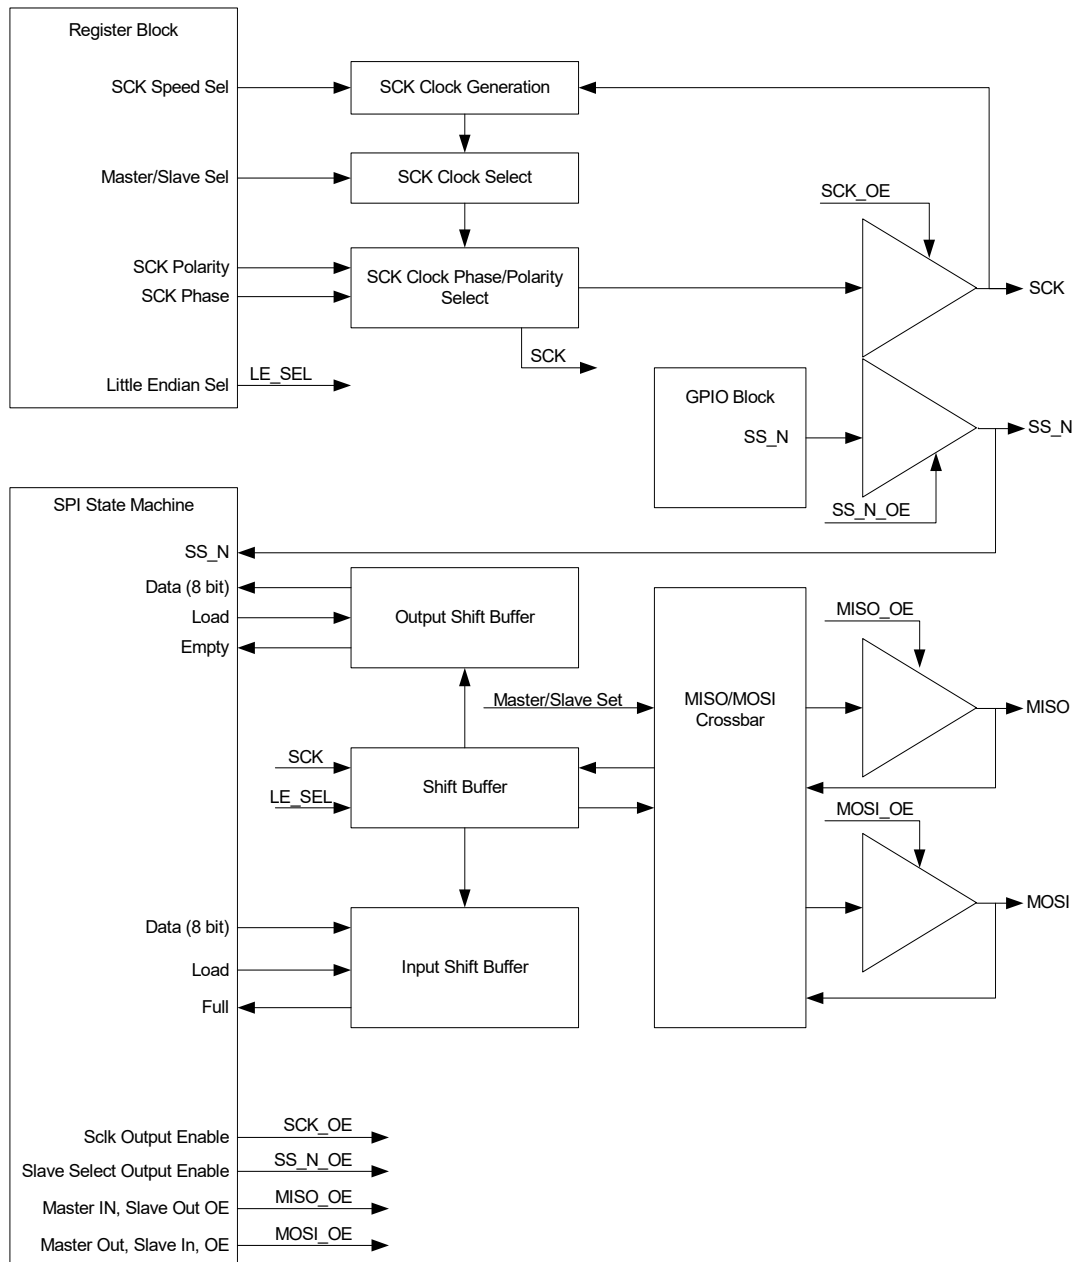 Register Block
SCK Speed Sel
SCK Clock Generation
Master/Slave Sel
SCK Clock Select
SCK_OE
SCK Polarity
SCK Phase
SCK Clock Phase/Polarity
Select
SCK
SCK
Little Endian Sel
LE_SEL
GPIO Block
SS_N
SS_N
SS_N_OE
SPI State Machine
SS_N
Data (8 bit)
Load
Empty
Output Shift Buffer
MISO_OE
Master/Slave Set
MISO/MOSI
Crossbar
MISO
SCK
LE_SEL
Shift Buffer
MOSI_OE
MOSI
Data (8 bit)
Load
Full
Input Shift Buffer
Sclk Output Enable
SCK_OE
Slave Select Output Enable
SS_N_OE
Master IN, Slave Out OE
MISO_OE
Master Out, Slave In, OE
MOSI_OE